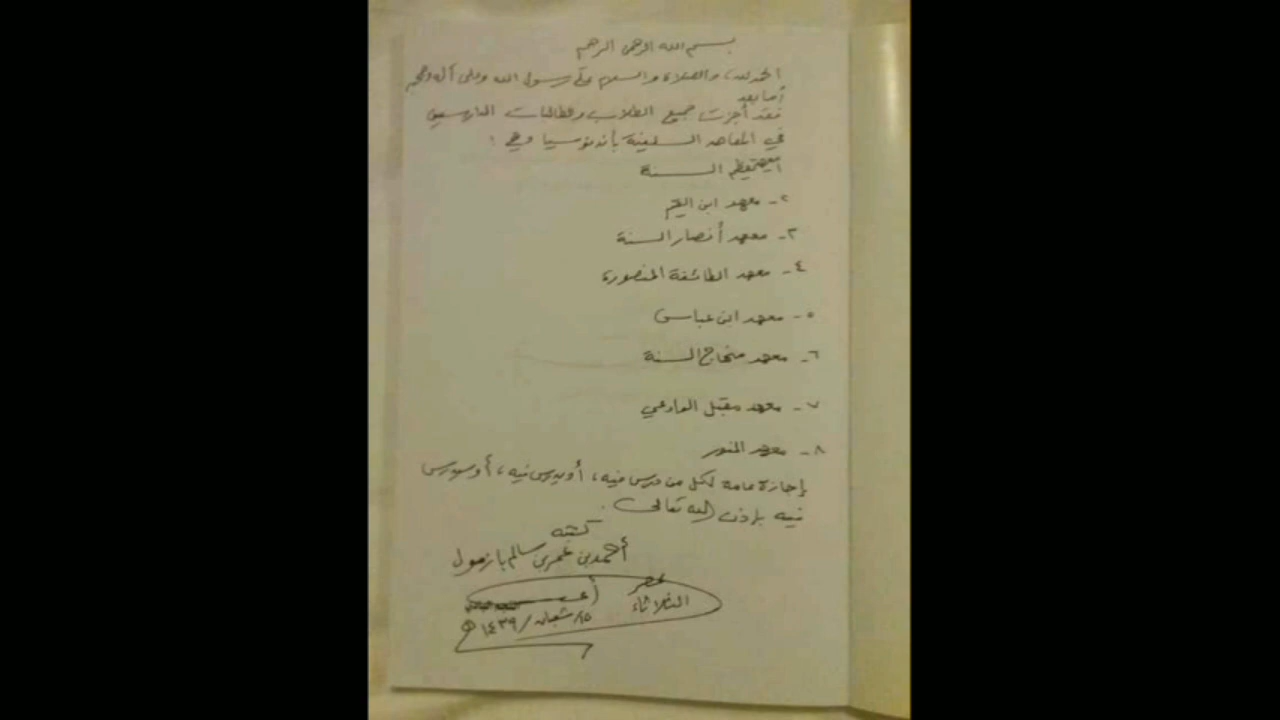 بسم الله الرحمن الرحيم
الحمد لله، والصلاة والسلام على رسول الله وعلى آله وصحبه
أما بعد
فقد أجزت جميع الطلاب والطالبات الدارسين
في المعاهد السلفية بأندونوسيا وهي :
السنة
٢- معهد ابن القيم
٣- معهد أنصار السنة
٤- معهد الطائفة المنصورة
٥- معهد ابن عباس
٦- معهد منهاج السنة
٧- معهد مقبل الوادعي
٨- معهد المنور
إجازة عامة لكل من درس فيه، أو يدرس فيه، أو سيدرس
فيه بإذن الله تعالى.
كتبه
أحمد بن عمر بن سالم بازمول
عصر
الثلاثاء
١٥/شعبان/١٤٣٩هـ